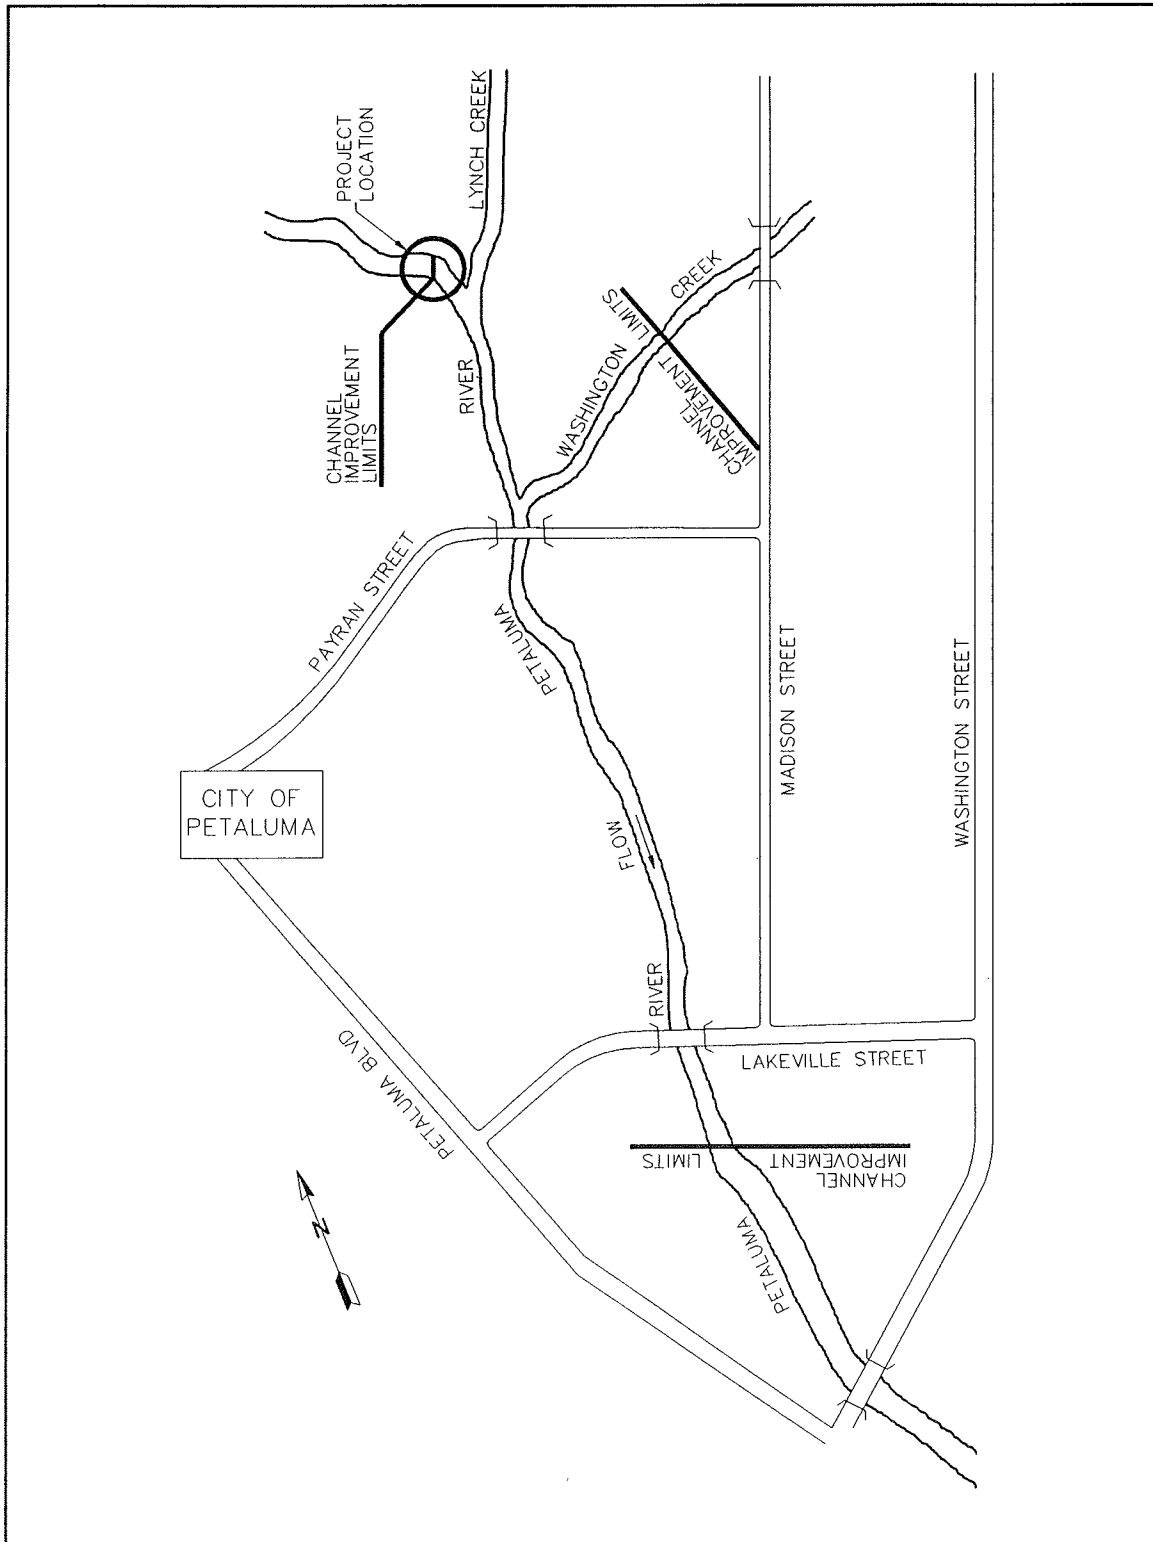 PROJECT
LOCATION
LYNCH CREEK
CHANNEL
IMPROVEMENT
LIMITS
RIVER
WASHINGTON
CREEK
CHANNEL
IMPROVEMENT
LIMITS
PAYRAN STREET
PETALUMA
MADISON STREET
WASHINGTON STREET
CITY OF
PETALUMA
FLOW
RIVER
PETALUMA BLVD
LAKEVILLE STREET
CHANNEL
IMPROVEMENT
LIMITS
PETALUMA
N